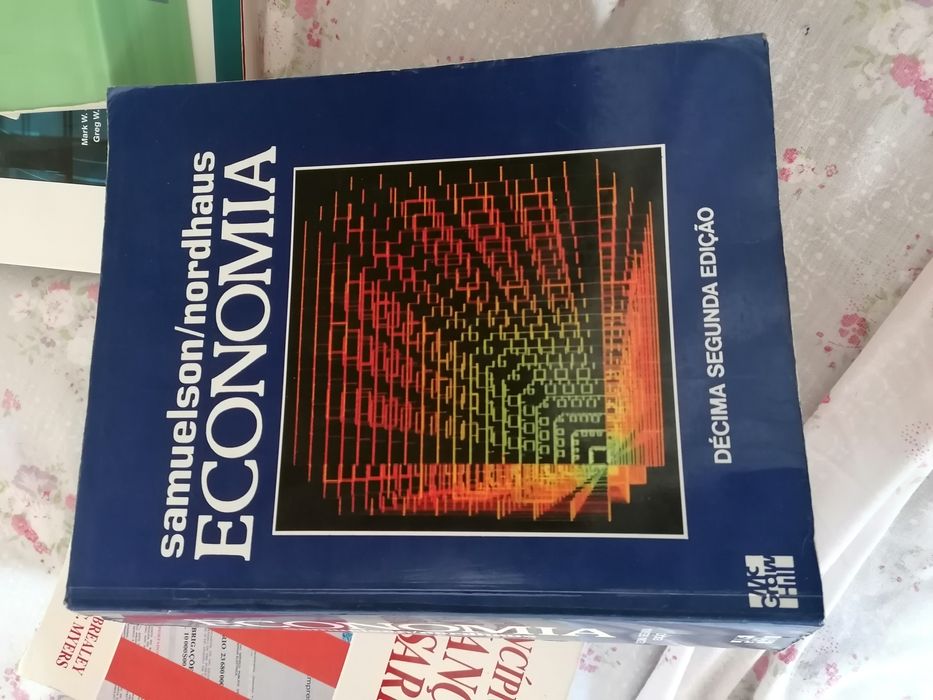 samuelson/nordhaus
ECONOMIA
DÉCIMA SEGUNDA EDIÇÃO
Mc
Graw
Hill
ECONOMIA
Mark W.
Greg W.
BREALEY
MYERS